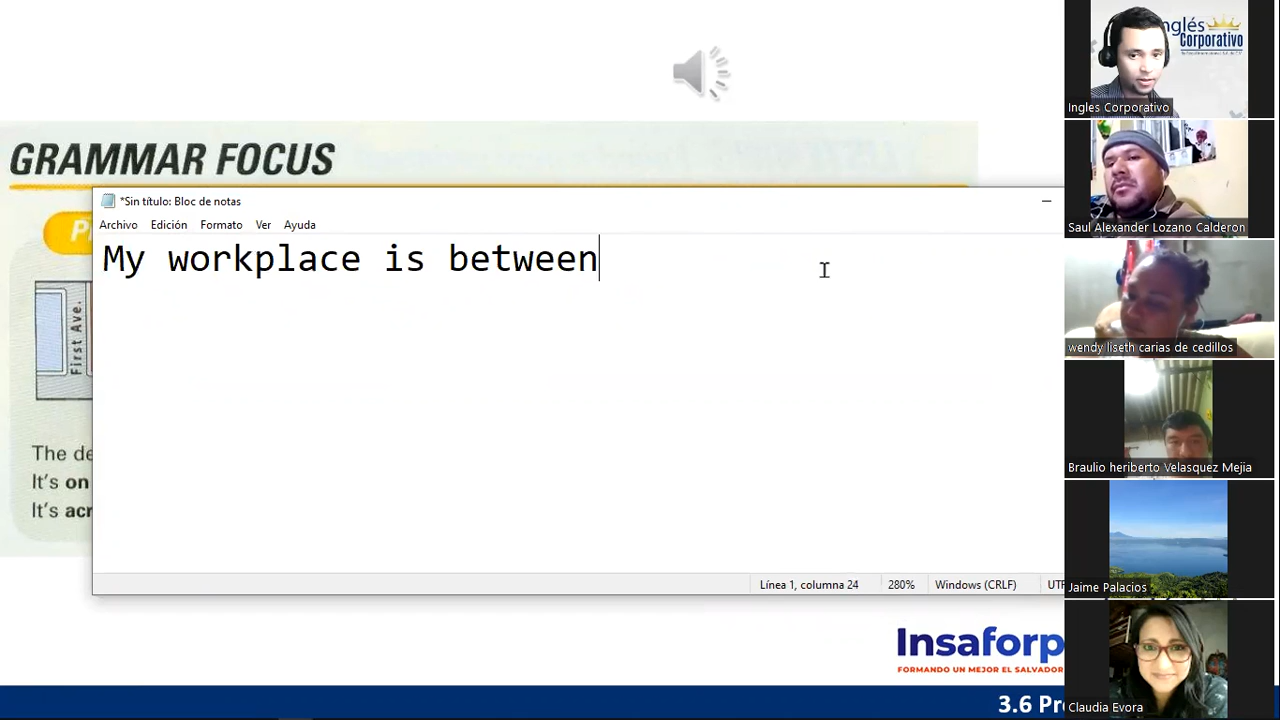 GRAMMAR FOCUS
*Sin título: Bloc de notas
Archivo Edición Formato Ver Ayuda
My workplace is between
First Ave.
The de
It's on
It's acr
Línea 1, columna 24 280% Windows (CRLF) UTF
Insaforp
FORMANDO UN MEJOR EL SALVADOR
3.6 Pr
Inglés
Corporativo
Ingles Corporativo
Saul Alexander Lozano Calderon
wendy liseth carias de cedillos
Braulio heriberto Velasquez Mejia
Jaime Palacios
Claudia Evora